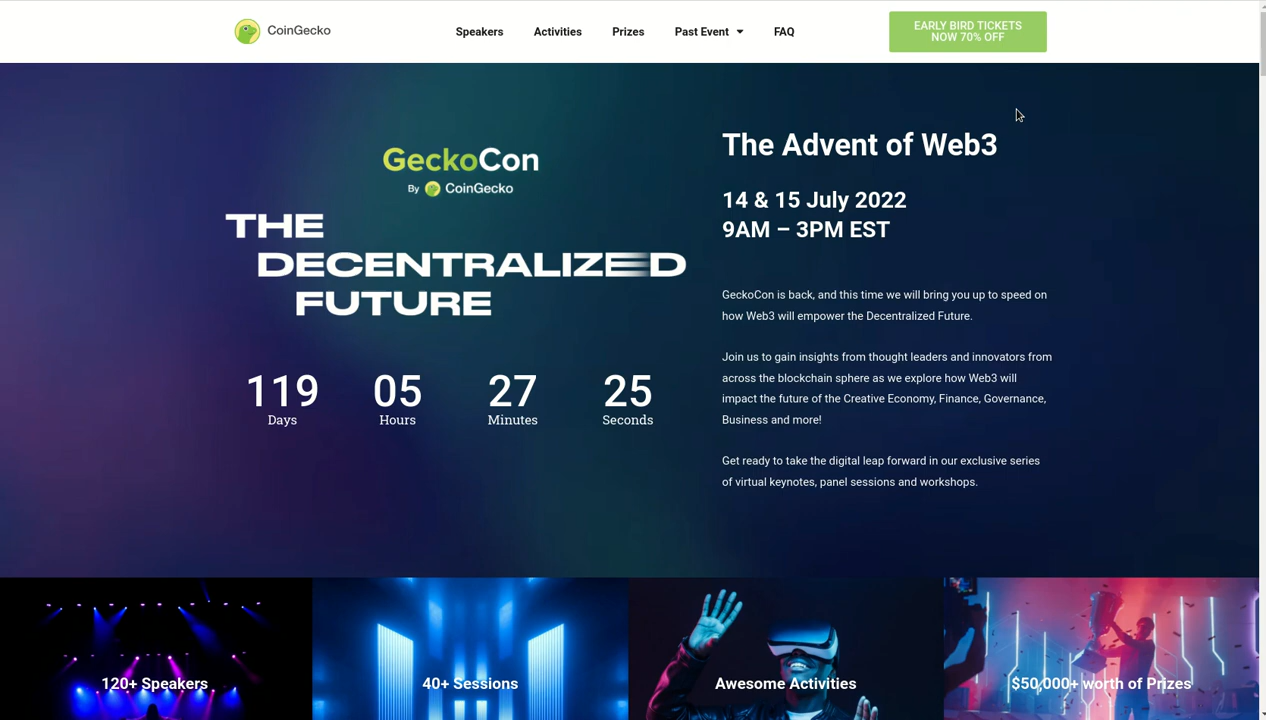 CoinGecko
Speakers
Activities
Prizes
Past Event
FAQ
EARLY BIRD TICKETS
NOW 70% OFF
GeckoCon
By CoinGecko
THE
DECENTRALIZED
FUTURE
119
05
27
25
Days
Hours
Minutes
Seconds
The Advent of Web3
14 & 15 July 2022
9AM – 3PM EST
GeckoCon is back, and this time we will bring you up to speed on
how Web3 will empower the Decentralized Future.
Join us to gain insights from thought leaders and innovators from
across the blockchain sphere as we explore how Web3 will
impact the future of the Creative Economy, Finance, Governance,
Business and more!
Get ready to take the digital leap forward in our exclusive series
of virtual keynotes, panel sessions and workshops.
120+ Speakers
40+ Sessions
Awesome Activities
$50,000+ worth of Prizes